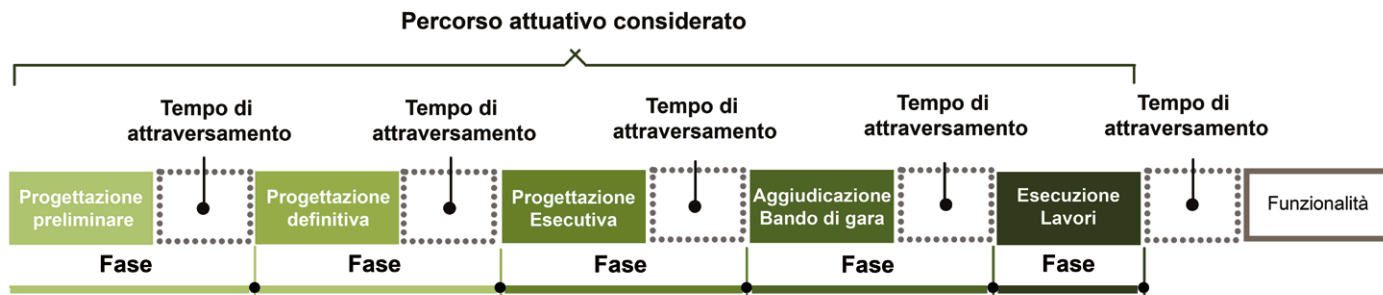 Percorso attuativo considerato
Tempo di
attraversamento
Tempo di
attraversamento
Tempo di
attraversamento
Tempo di
attraversamento
Tempo di
attraversamento
Progettazione
preliminare
Progettazione
definitiva
Progettazione
Esecutiva
Aggiudicazione
Bando di gara
Esecuzione
Lavori
Funzionalità
Fase
Fase
Fase
Fase
Fase